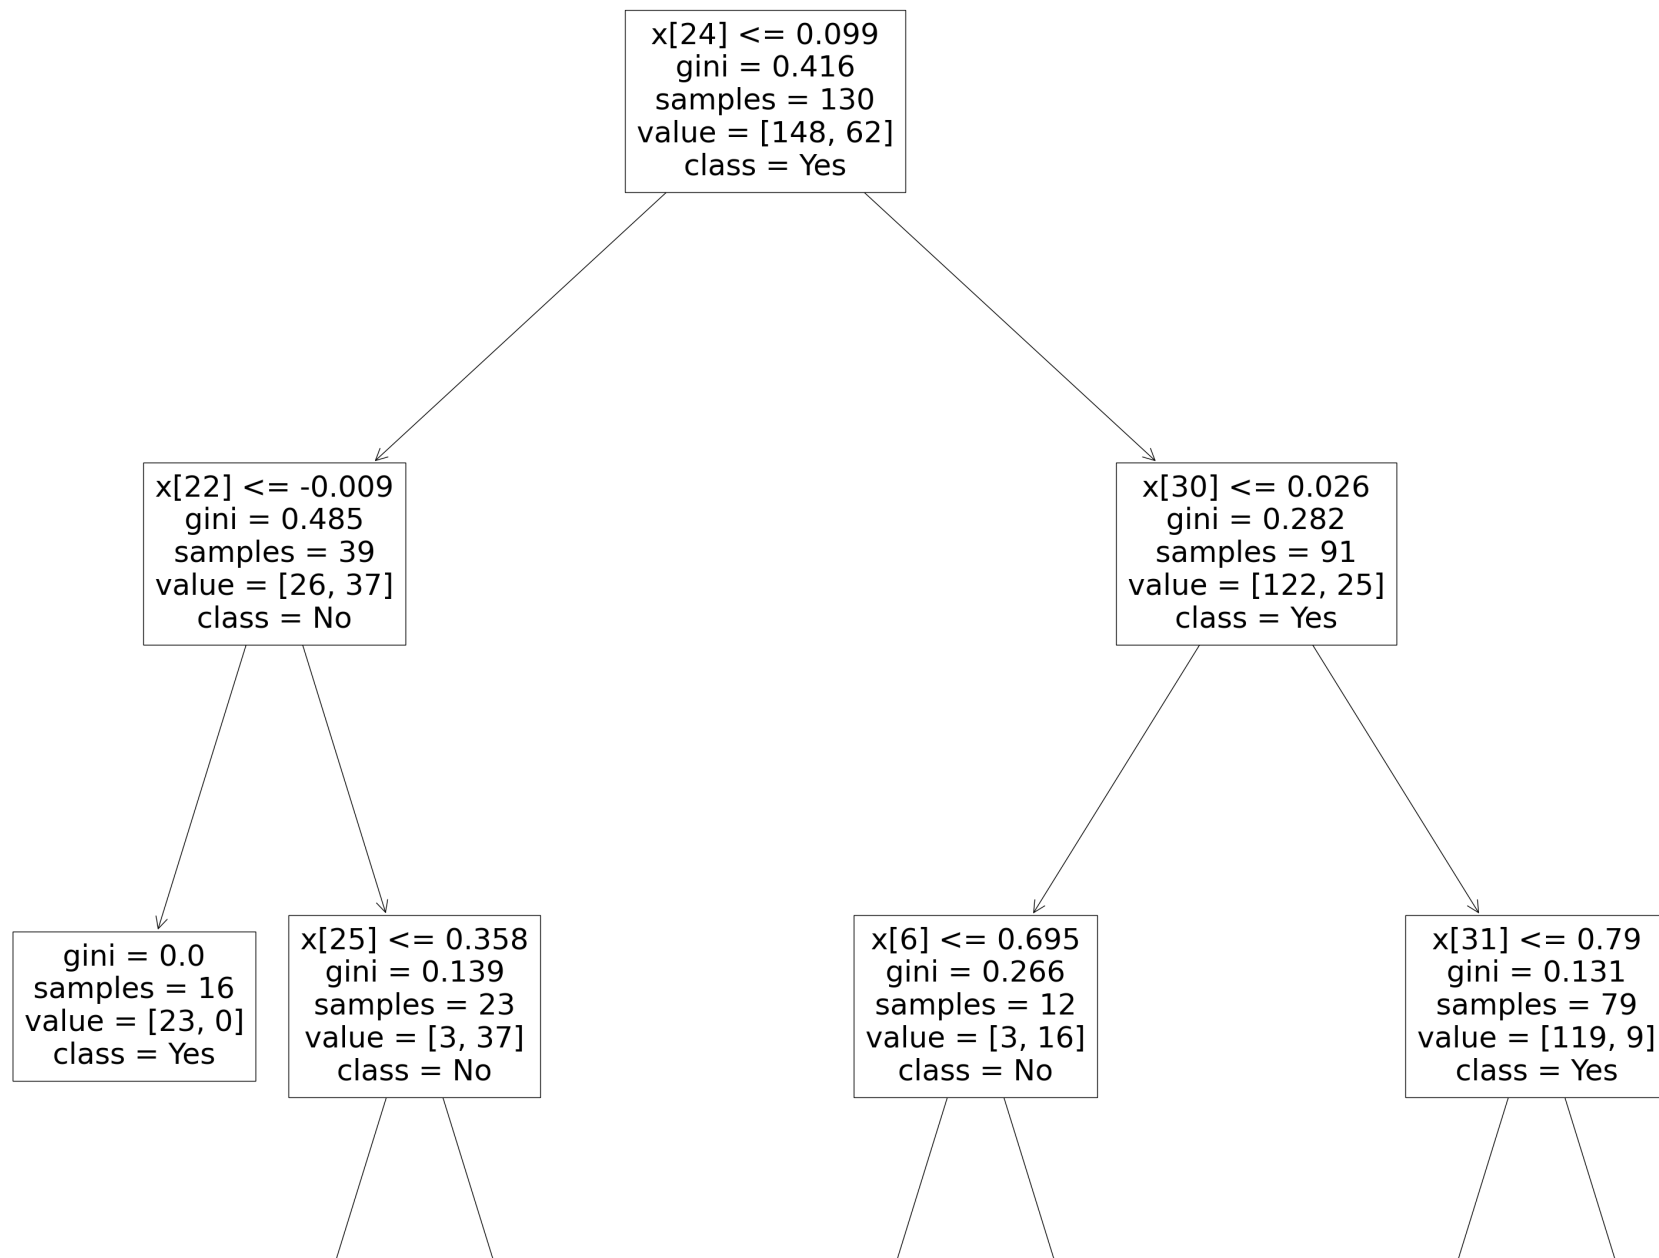 x[24] <= 0.099
gini = 0.416
samples = 130
value = [148, 62]
class = Yes
x[22] <= -0.009
gini = 0.485
samples = 39
value = [26, 37]
class = No
x[30] <= 0.026
gini = 0.282
samples = 91
value = [122, 25]
class = Yes
gini = 0.0
samples = 16
value = [23, 0]
class = Yes
x[25] <= 0.358
gini = 0.139
samples = 23
value = [3, 37]
class = No
x[6] <= 0.695
gini = 0.266
samples = 12
value = [3, 16]
class = No
x[31] <= 0.79
gini = 0.131
samples = 79
value = [119, 9]
class = Yes